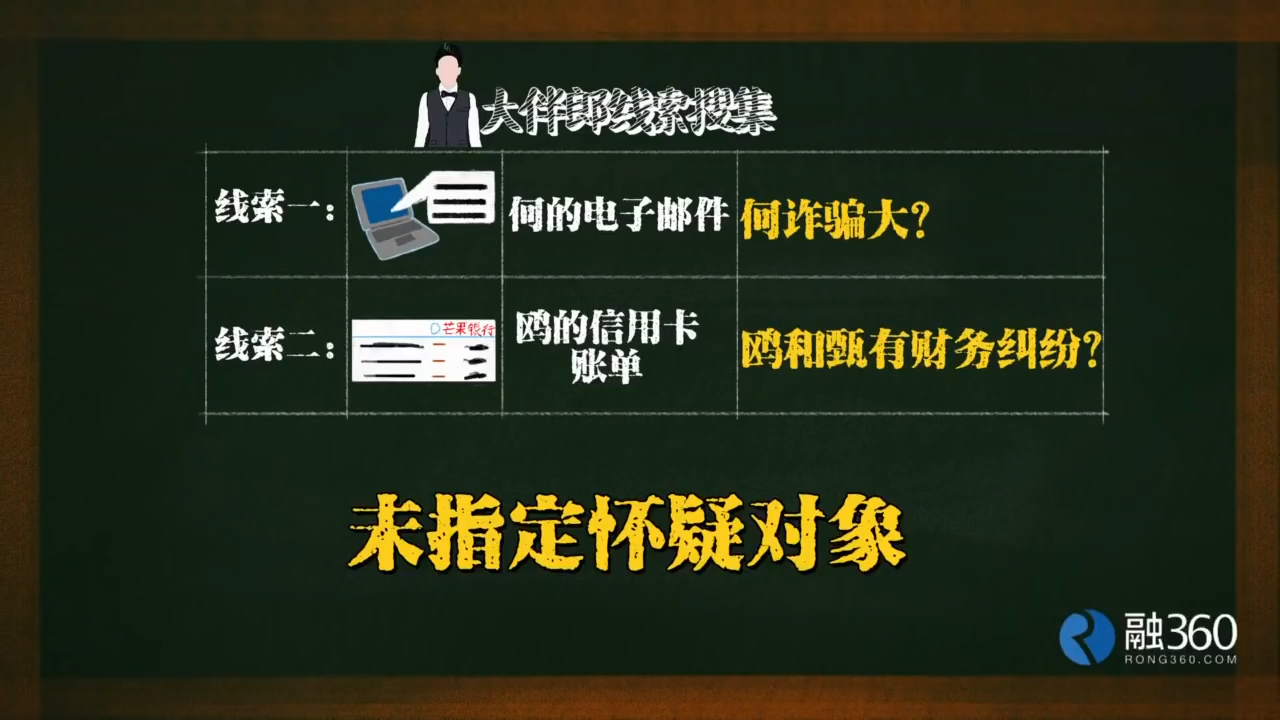 大伴郎线索搜集
线索一：
何的电子邮件
何诈骗大？
线索二：
芒果银行
鸥的信用卡
账单
鸥和甄有财务纠纷？
未指定怀疑对象
融360
RONG360.COM